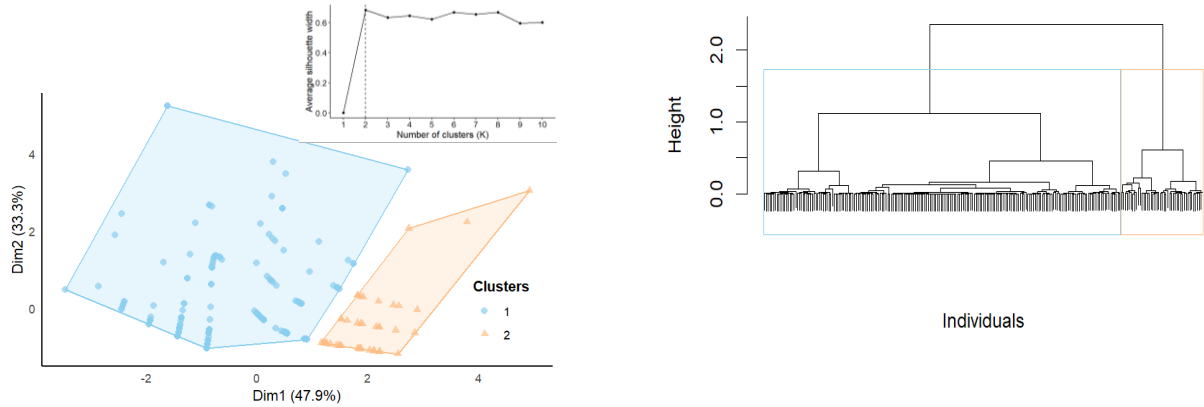 Average silhouette width
0.6
0.4
0.2
0.0
1 2 3 4 5 6 7 8 9 10
Number of clusters (K)
Dim2 (33.3%)
4
2
0
-2 0 2 4
Dim1 (47.9%)
Clusters
1
2
Height
2.0
1.0
0.0
Individuals